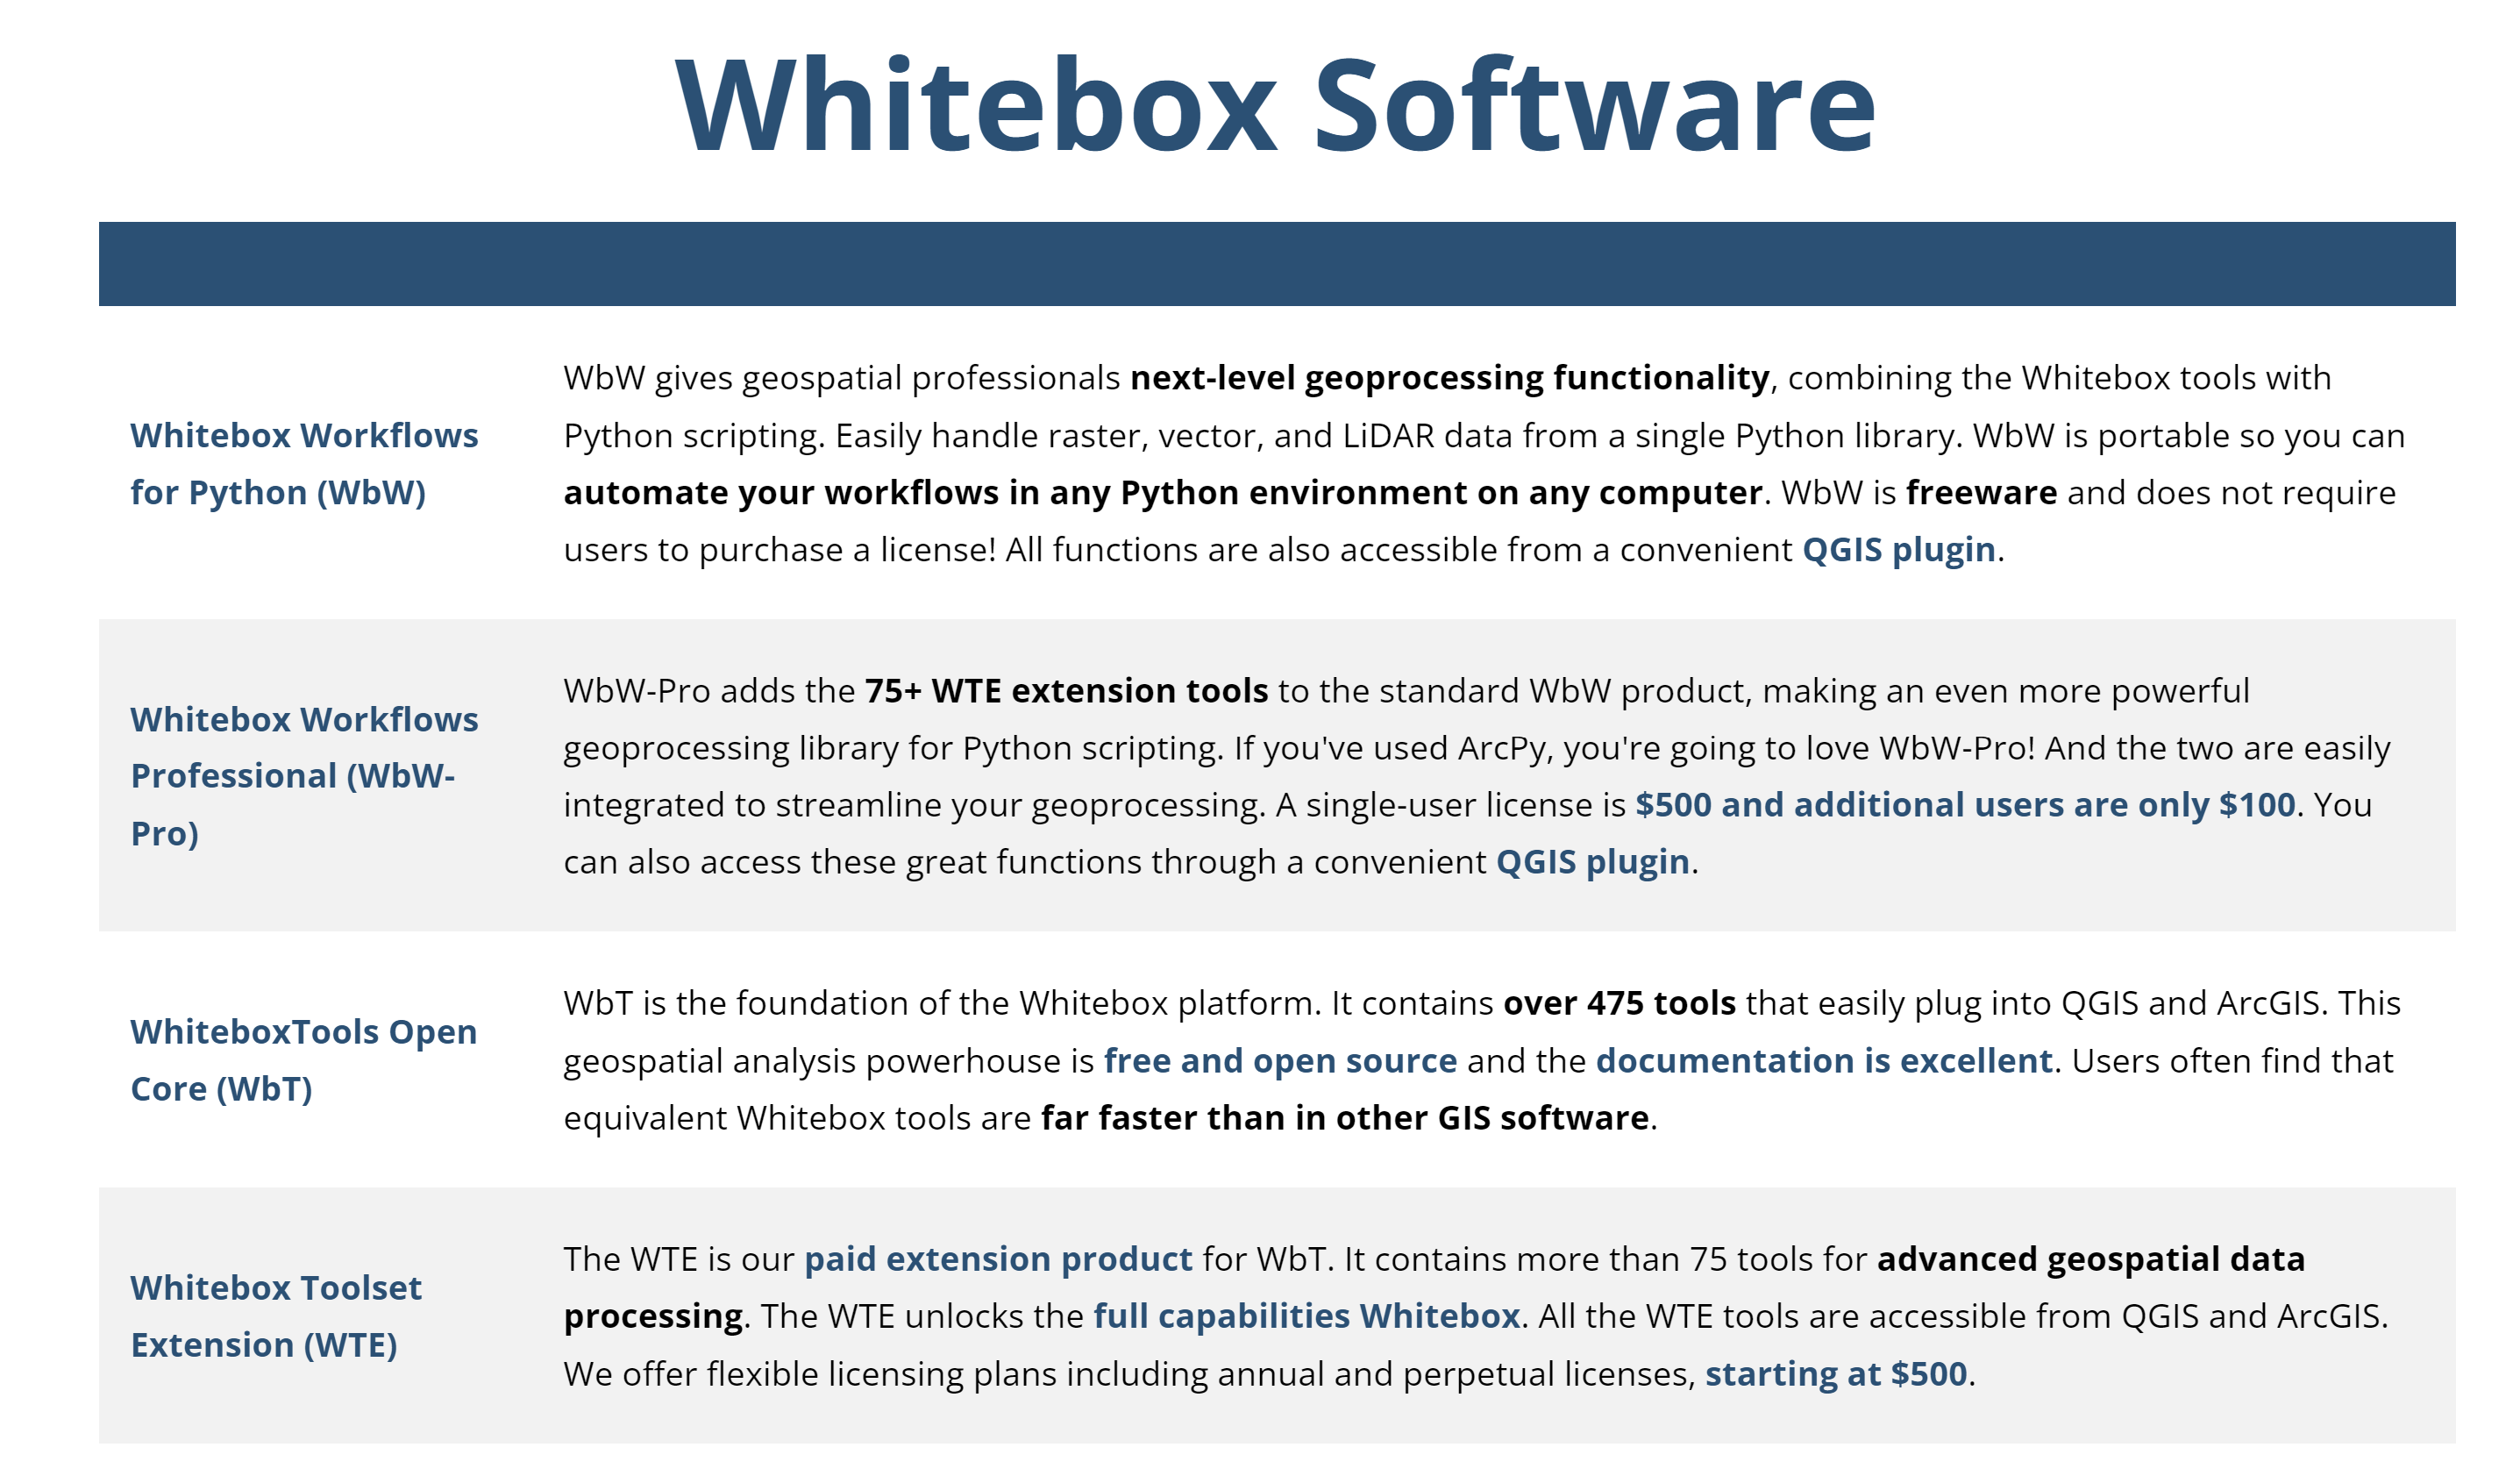 Whitebox Software
Whitebox Workflows
for Python (WbW)
WbW gives geospatial professionals next-level geoprocessing functionality, combining the Whitebox tools with
Python scripting. Easily handle raster, vector, and LiDAR data from a single Python library. WbW is portable so you can
automate your workflows in any Python environment on any computer. WbW is freeware and does not require
users to purchase a license! All functions are also accessible from a convenient QGIS plugin.
Whitebox Workflows
Professional (WbW-
Pro)
WbW-Pro adds the 75+ WTE extension tools to the standard WbW product, making an even more powerful
geoprocessing library for Python scripting. If you've used ArcPy, you're going to love WbW-Pro! And the two are easily
integrated to streamline your geoprocessing. A single-user license is $500 and additional users are only $100. You
can also access these great functions through a convenient QGIS plugin.
WhiteboxTools Open
Core (WbT)
WbT is the foundation of the Whitebox platform. It contains over 475 tools that easily plug into QGIS and ArcGIS. This
geospatial analysis powerhouse is free and open source and the documentation is excellent. Users often find that
equivalent Whitebox tools are far faster than in other GIS software.
Whitebox Toolset
Extension (WTE)
The WTE is our paid extension product for WbT. It contains more than 75 tools for advanced geospatial data
processing. The WTE unlocks the full capabilities Whitebox. All the WTE tools are accessible from QGIS and ArcGIS.
We offer flexible licensing plans including annual and perpetual licenses, starting at $500.